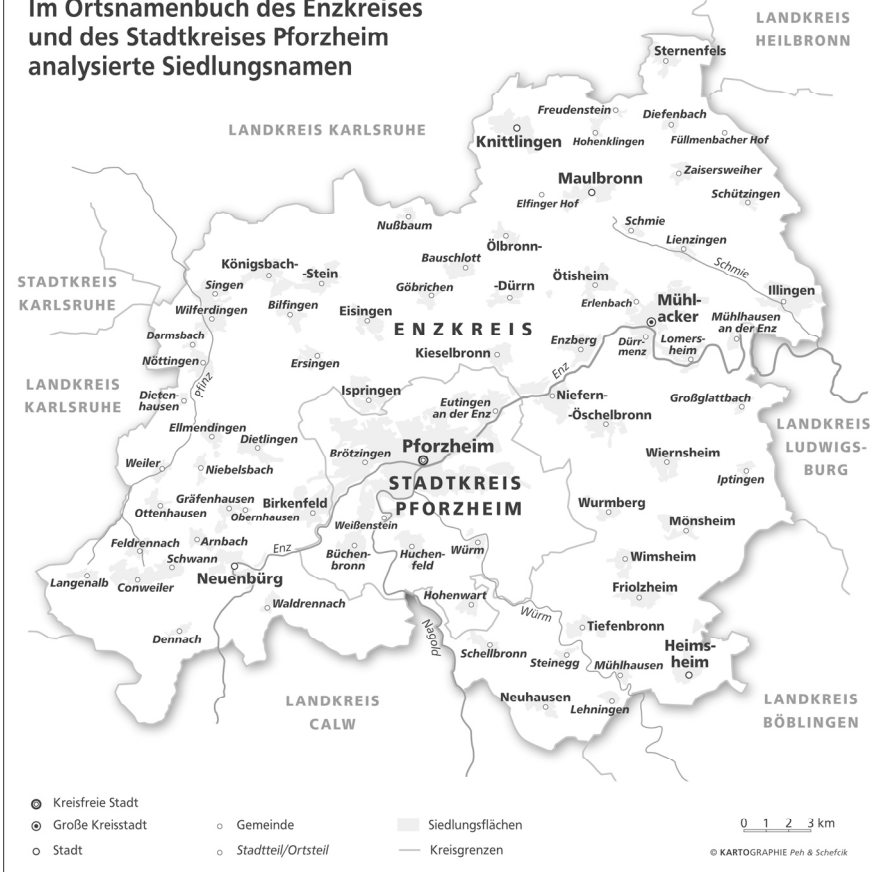 Im Ortsnamenbuch des Enzkreises
und des Stadtkreises Pforzheim
analysierte Siedlungsnamen
LANDKREIS
HEILBRONN
Sternenfels
LANDKREIS KARLSRUHE
Freudenstein
Diefenbach
Knittlingen
Hohenklingen
Füllmenbacher Hof
Maulbronn
Zaisersweiher
Elfinger Hof
Schützingen
Nußbaum
Schmie
Ölbronn-
Lienzingen
Bauschlott
Schmie
Königsbach-
-Stein
Ötisheim
STADTKREIS
KARLSRUHE
Singen
Göbrichen
-Dürrn
Illingen
Erlenbach
Mühl-
acker
Wilferdingen
Bilfingen
Eisingen
Mühlhausen
an der Enz
ENZKREIS
Darmsbach
Enzberg
Dürr-
menz
Lomers-
heim
Kieselbronn
Nöttingen
Ersingen
Enz
LANDKREIS
KARLSRUHE
Pfinz
Ispringen
Dieten-
hausen
Eutingen
an der Enz
Niefern-
-Öschelbronn
Großglattbach
Ellmendingen
Dietlingen
LANDKREIS
LUDWIGS-
BURG
Pforzheim
Brötzingen
Wiernsheim
Weiler
Niebelsbach
STADTKREIS
PFORZHEIM
Iptingen
Gräfenhausen
Birkenfeld
Wurmberg
Ottenhausen
Obernhausen
Weißenstein
Mönsheim
Feldrennach
Arnbach
Enz
Büchen-
bronn
Huchen-
feld
Würm
Wimsheim
Schwann
Langenalb
Conweiler
Neuenbürg
Friolzheim
Hohenwart
Waldrennach
Würm
Dennach
Nagold
Tiefenbronn
Heims-
heim
Schellbronn
Steinegg
Mühlhausen
LANDKREIS
CALW
Neuhausen
Lehningen
LANDKREIS
BÖBLINGEN
Kreisfreie Stadt
Große Kreisstadt
Gemeinde
Siedlungsflächen
0 1 2 3 km
Stadt
Stadtteil/Ortsteil
Kreisgrenzen
© KARTOGRAPHIE Peh & Schefcik